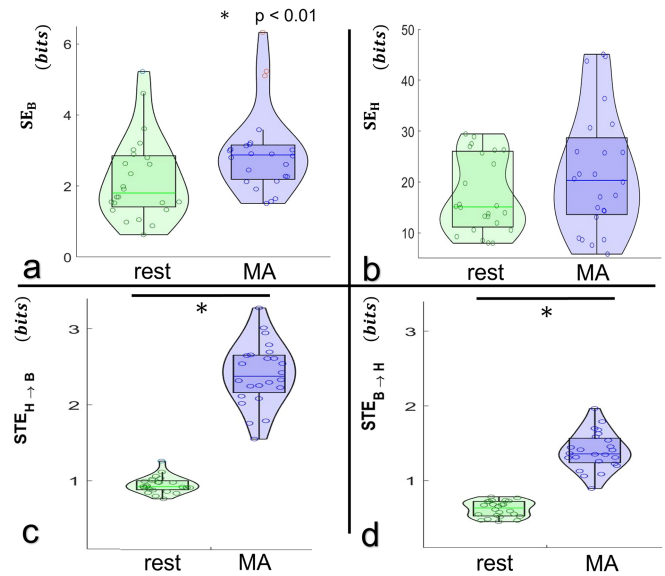 * p < 0.01
SE_B (bits)
6
4
2
0
a
rest MA
SE_H (bits)
50
40
30
20
10
b
rest MA
STE_H → B (bits)
3
2
1
*
c
rest MA
STE_B → H (bits)
3
2
1
*
d
rest MA